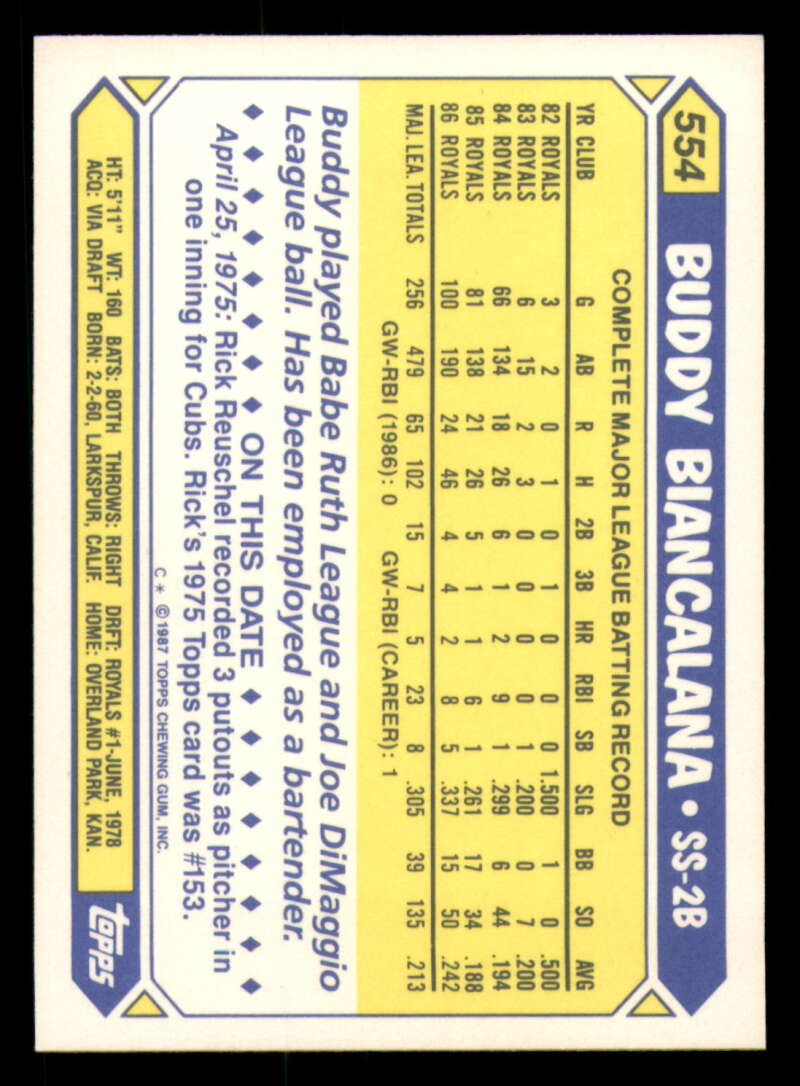 554 BUDDY BIANCALANA • SS-2B
COMPLETE MAJOR LEAGUE BATTING RECORD
YR CLUB G AB R H 2B 3B HR RBI SB SLG BB SO AVG
82 ROYALS 3 2 0 1 0 1 0 0 0 1.500 1 0 .500
83 ROYALS 6 15 2 3 0 0 0 0 1 .200 0 7 .200
84 ROYALS 66 134 18 26 6 1 2 9 1 .299 6 44 .194
85 ROYALS 81 138 21 26 5 1 1 6 1 .261 17 34 .188
86 ROYALS 100 190 24 46 4 4 2 8 5 .337 15 50 .242
MAJ. LEA. TOTALS 256 479 65 102 15 7 5 23 8 .305 39 135 .213
GW-RBI (1986): 0 GW-RBI (CAREER): 1
Buddy played Babe Ruth League and Joe DiMaggio
League ball. Has been employed as a bartender.
◆ ◆ ◆ ◆ ◆ ◆ ◆ ◆ ◆ ON THIS DATE ◆ ◆ ◆ ◆ ◆ ◆ ◆ ◆ ◆
April 25, 1975: Rick Reuschel recorded 3 putouts as pitcher in
one inning for Cubs. Rick's 1975 Topps card was #153.
C * © 1987 TOPPS CHEWING GUM, INC.
HT: 5'11" WT: 160 BATS: BOTH THROWS: RIGHT DRFT: ROYALS #1-JUNE, 1978
ACQ: VIA DRAFT BORN: 2-2-60, LARKSPUR, CALIF. HOME: OVERLAND PARK, KAN.
topps